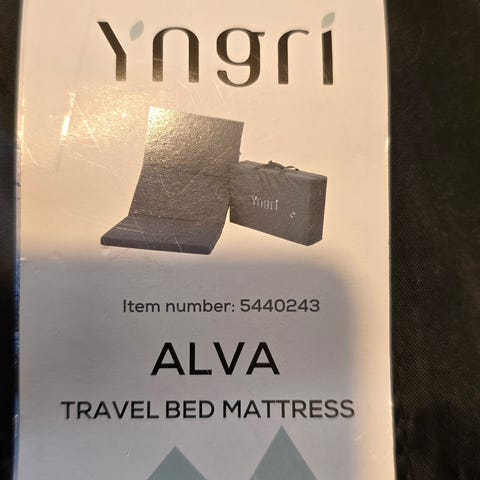 Yngri
Yngri
Item number: 5440243
ALVA
TRAVEL BED MATTRESS